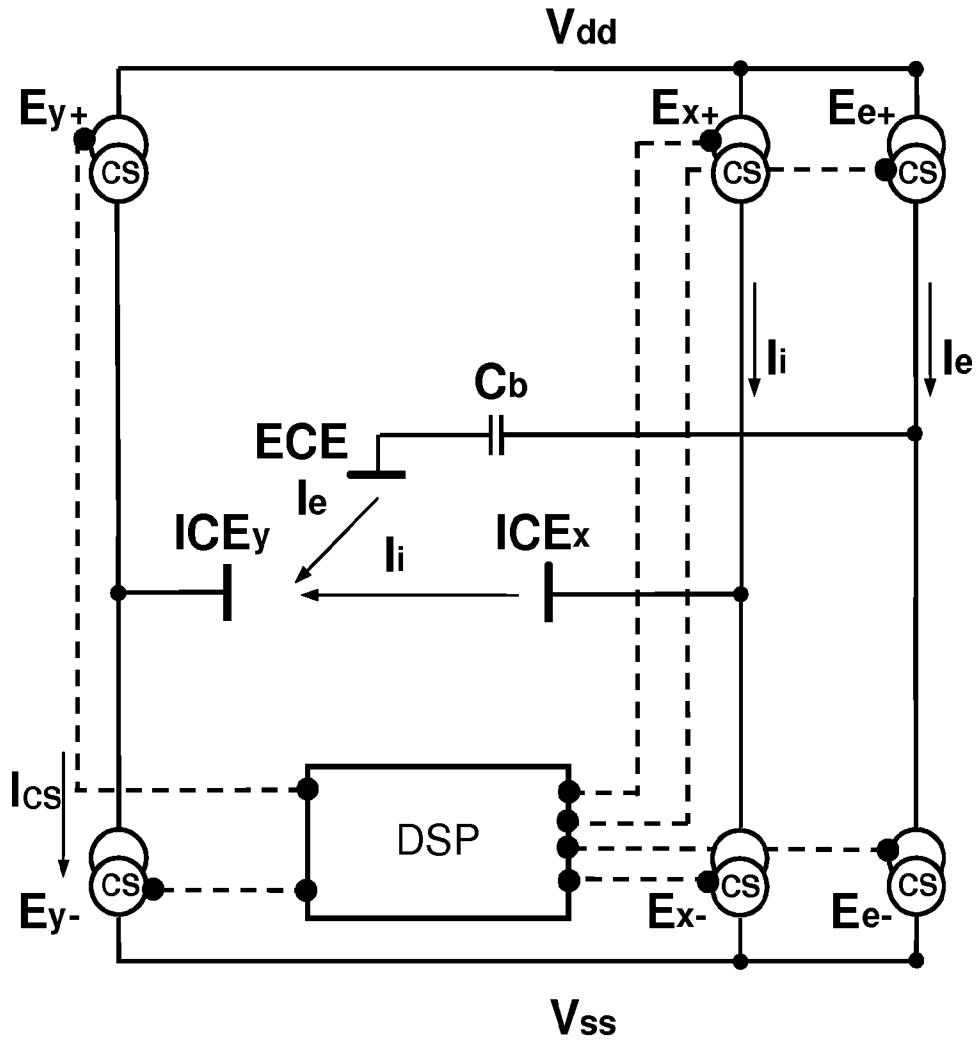 Vdd
Ey+ Ex+ Ee+
CS CS CS
Ii Ie
Cb
ECE
Ie
ICEy Ii ICEx
ICS
DSP
CS CS CS
Ey- Ex- Ee-
Vss